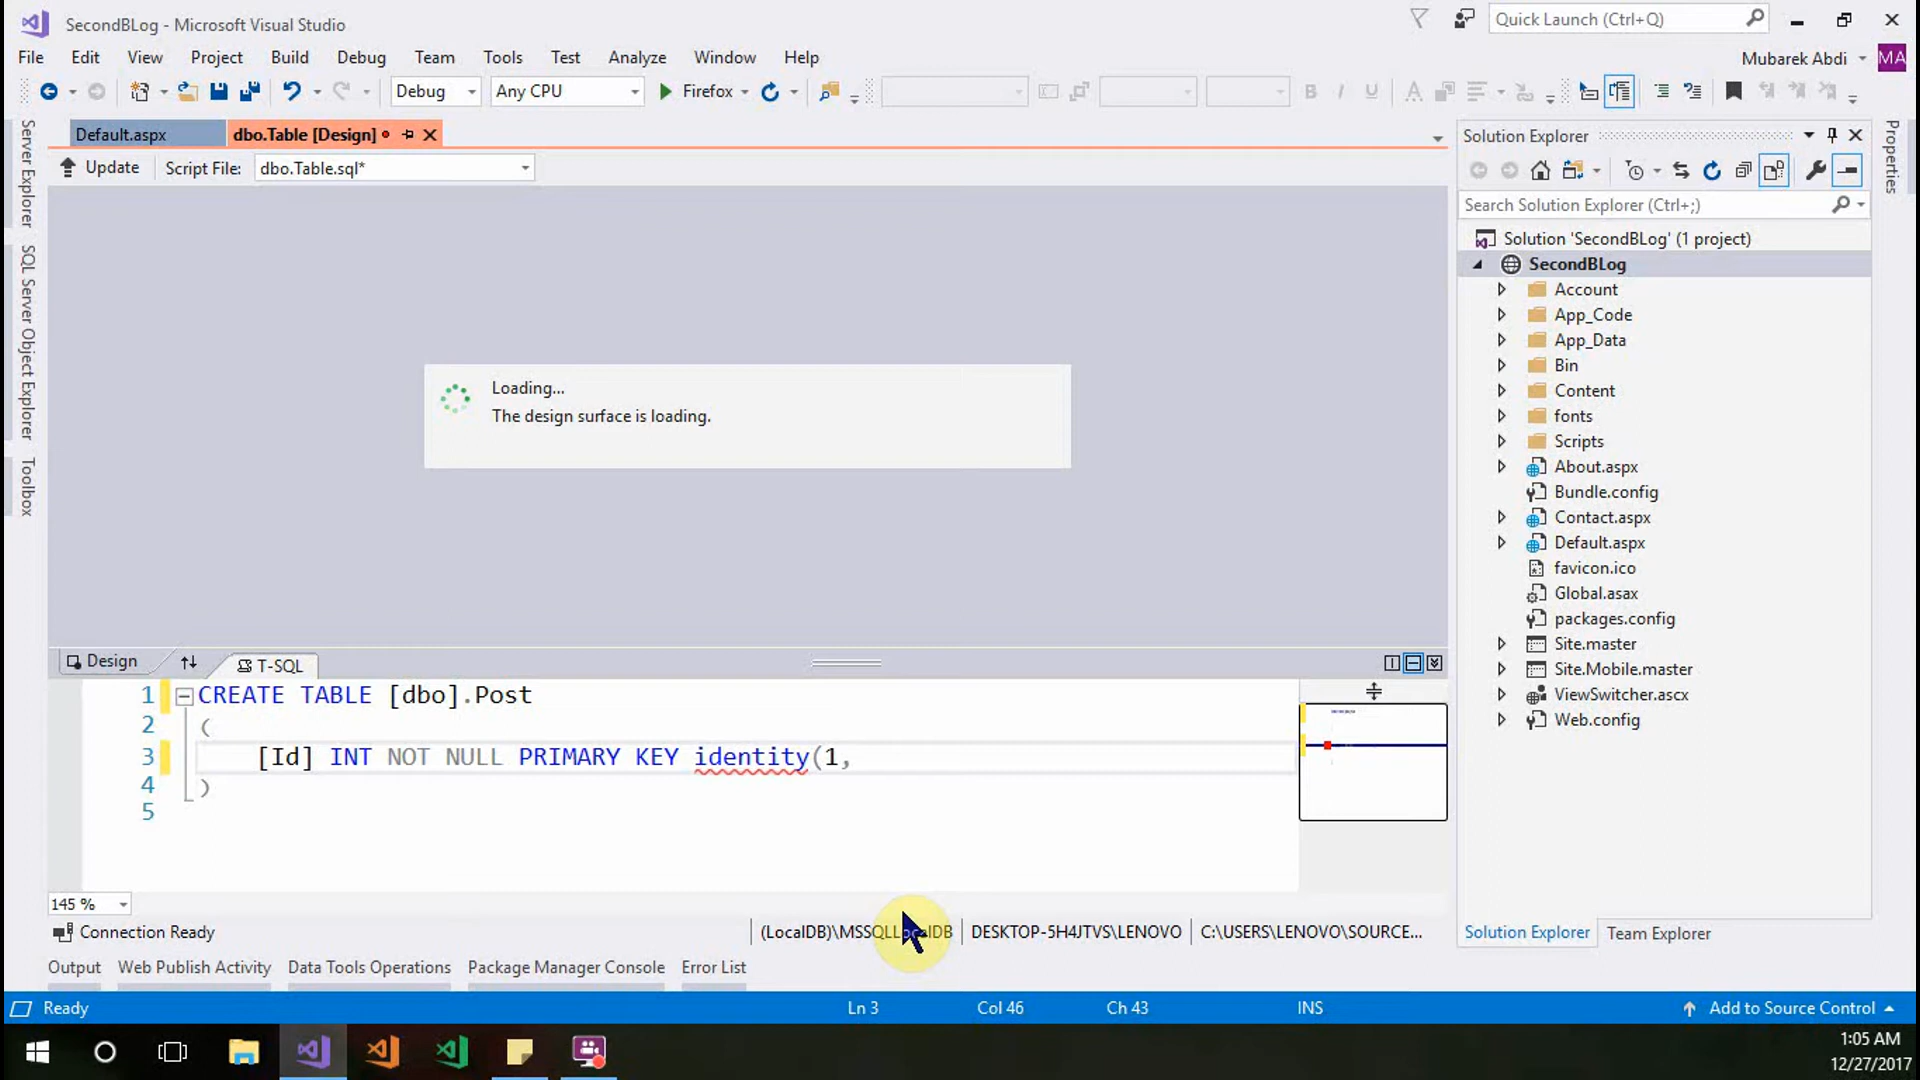 SecondBLog - Microsoft Visual Studio
Quick Launch (Ctrl+Q)
File Edit View Project Build Debug Team Tools Test Analyze Window Help
Mubarek Abdi MA
Debug Any CPU Firefox
Default.aspx dbo.Table [Design]
Update Script File: dbo.Table.sql*
Server Explorer
SQL Server Object Explorer
Toolbox
Loading...
The design surface is loading.
Design T-SQL
1 CREATE TABLE [dbo].Post
2 (
3 [Id] INT NOT NULL PRIMARY KEY identity(1,
4 )
5
145 %
Connection Ready
(LocalDB)\MSSQLLocalDB DESKTOP-5H4JTVS\LENOVO C:\USERS\LENOVO\SOURCE...
Output Web Publish Activity Data Tools Operations Package Manager Console Error List
Solution Explorer
Search Solution Explorer (Ctrl+;)
Solution 'SecondBLog' (1 project)
SecondBLog
Account
App_Code
App_Data
Bin
Content
fonts
Scripts
About.aspx
Bundle.config
Contact.aspx
Default.aspx
favicon.ico
Global.asax
packages.config
Site.master
Site.Mobile.master
ViewSwitcher.ascx
Web.config
Solution Explorer Team Explorer
Properties
Ready Ln 3 Col 46 Ch 43 INS Add to Source Control
1:05 AM
12/27/2017